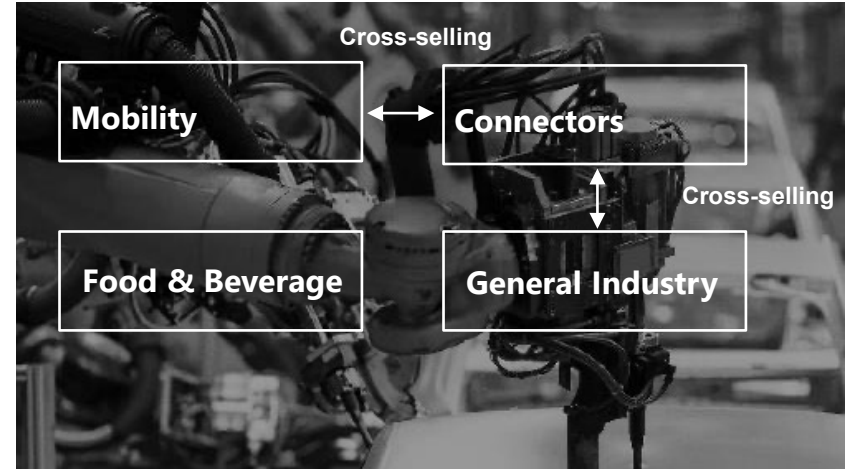 Cross-selling
Mobility
Connectors
Cross-selling
Food & Beverage
General Industry